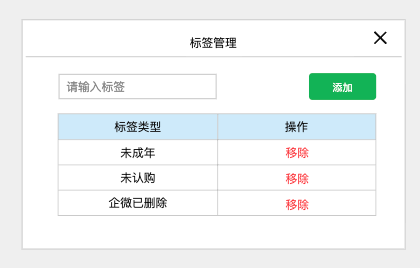 标签管理
请输入标签
添加
标签类型 操作
未成年 移除
未认购 移除
企微已删除 移除